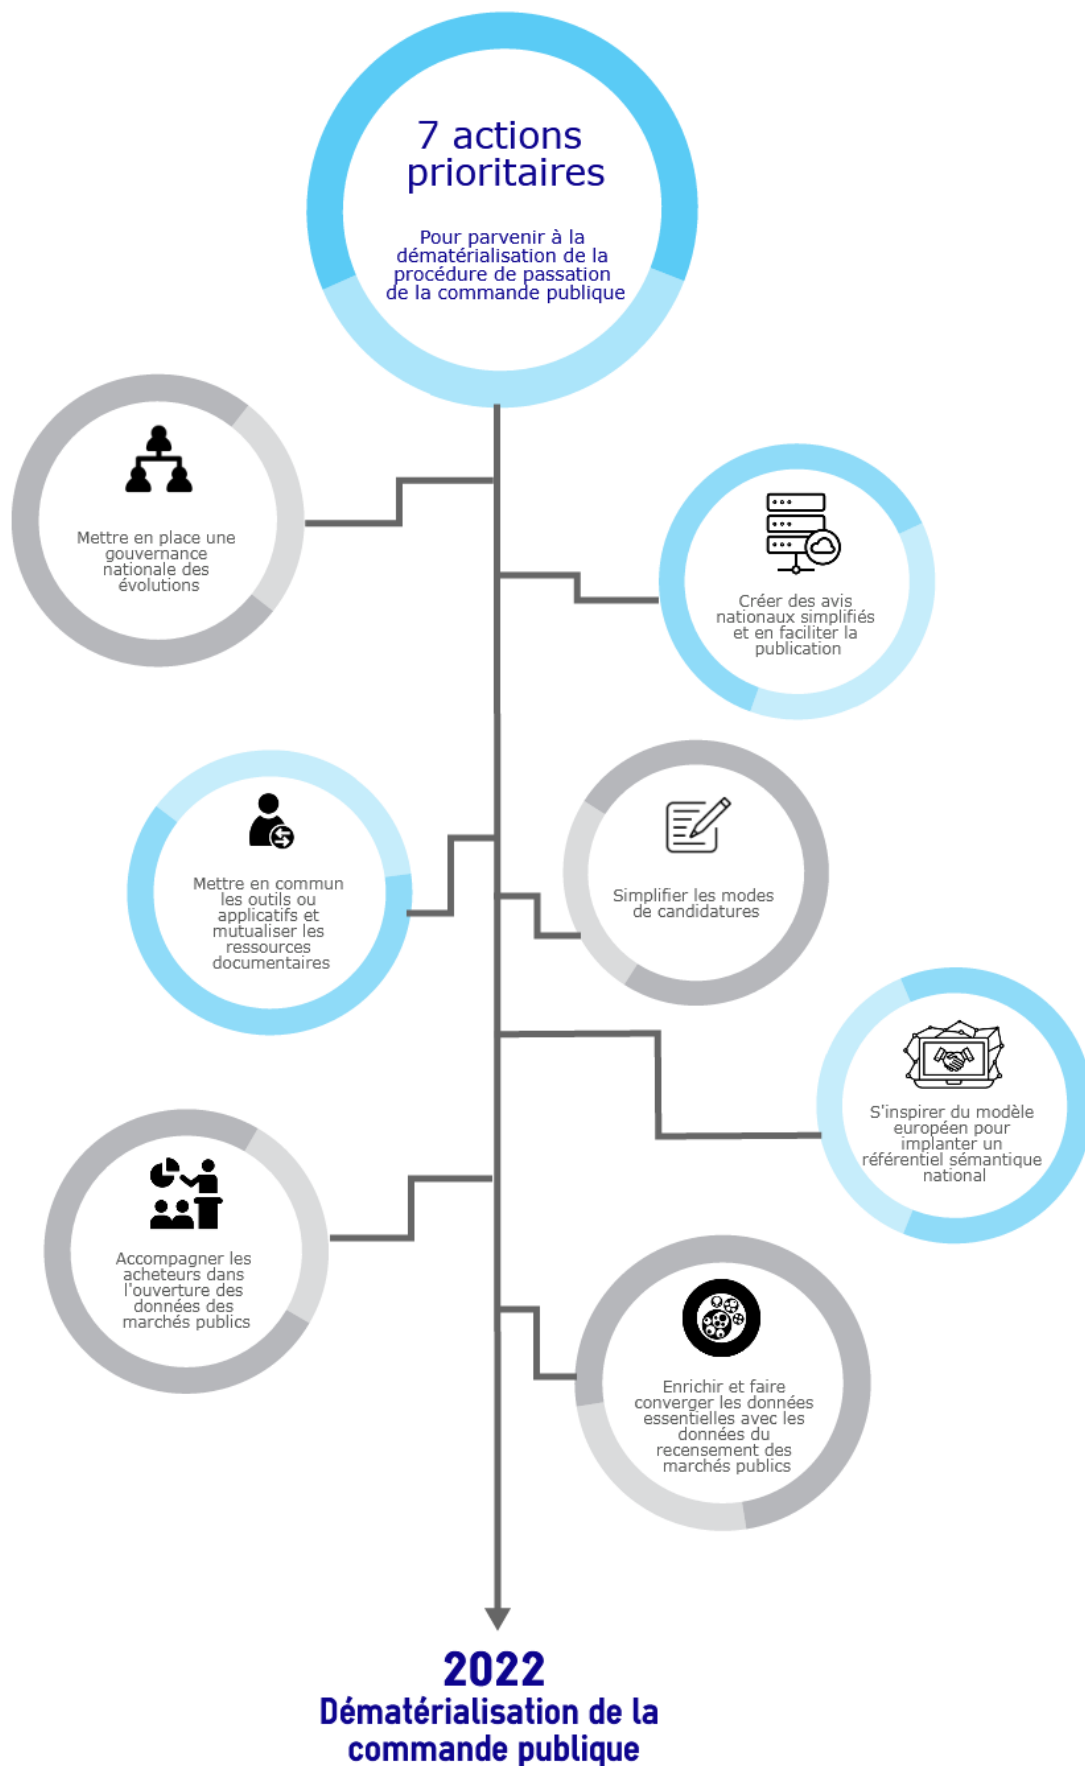 7 actions
prioritaires
Pour parvenir à la
dématérialisation de la
procédure de passation
de la commande publique
Mettre en place une
gouvernance
nationale des
évolutions
Créer des avis
nationaux simplifiés
et en faciliter la
publication
Mettre en commun
les outils ou
applicatifs et
mutualiser les
ressources
documentaires
Simplifier les modes
de candidatures
S'inspirer du modèle
européen pour
implanter un
référentiel sémantique
national
Accompagner les
acheteurs dans
l'ouverture des
données des
marchés publics
Enrichir et faire
converger les données
essentielles avec les
données du
recensement des
marchés publics
2022
Dématérialisation de la
commande publique